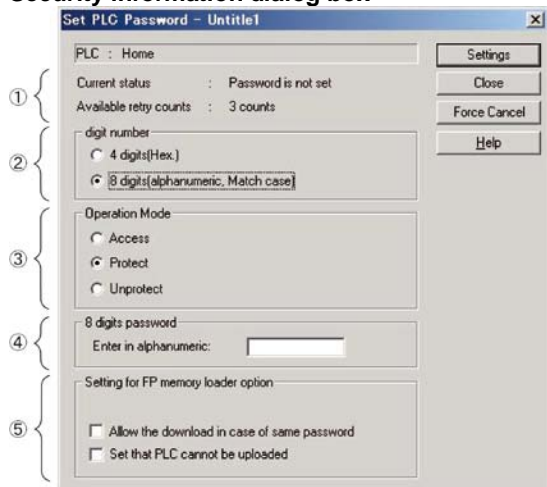 Security information dialog box
Set PLC Password - Untitle1
PLC : Home
Settings
① Current status : Password is not set
Close
Available retry counts : 3 counts
Force Cancel
② digit number
Help
4 digits(Hex.)
8 digits(alphanumeric, Match case)
③ Operation Mode
Access
Protect
Unprotect
④ 8 digits password
Enter in alphanumeric:
⑤ Setting for FP memory loader option
Allow the download in case of same password
Set that PLC cannot be uploaded